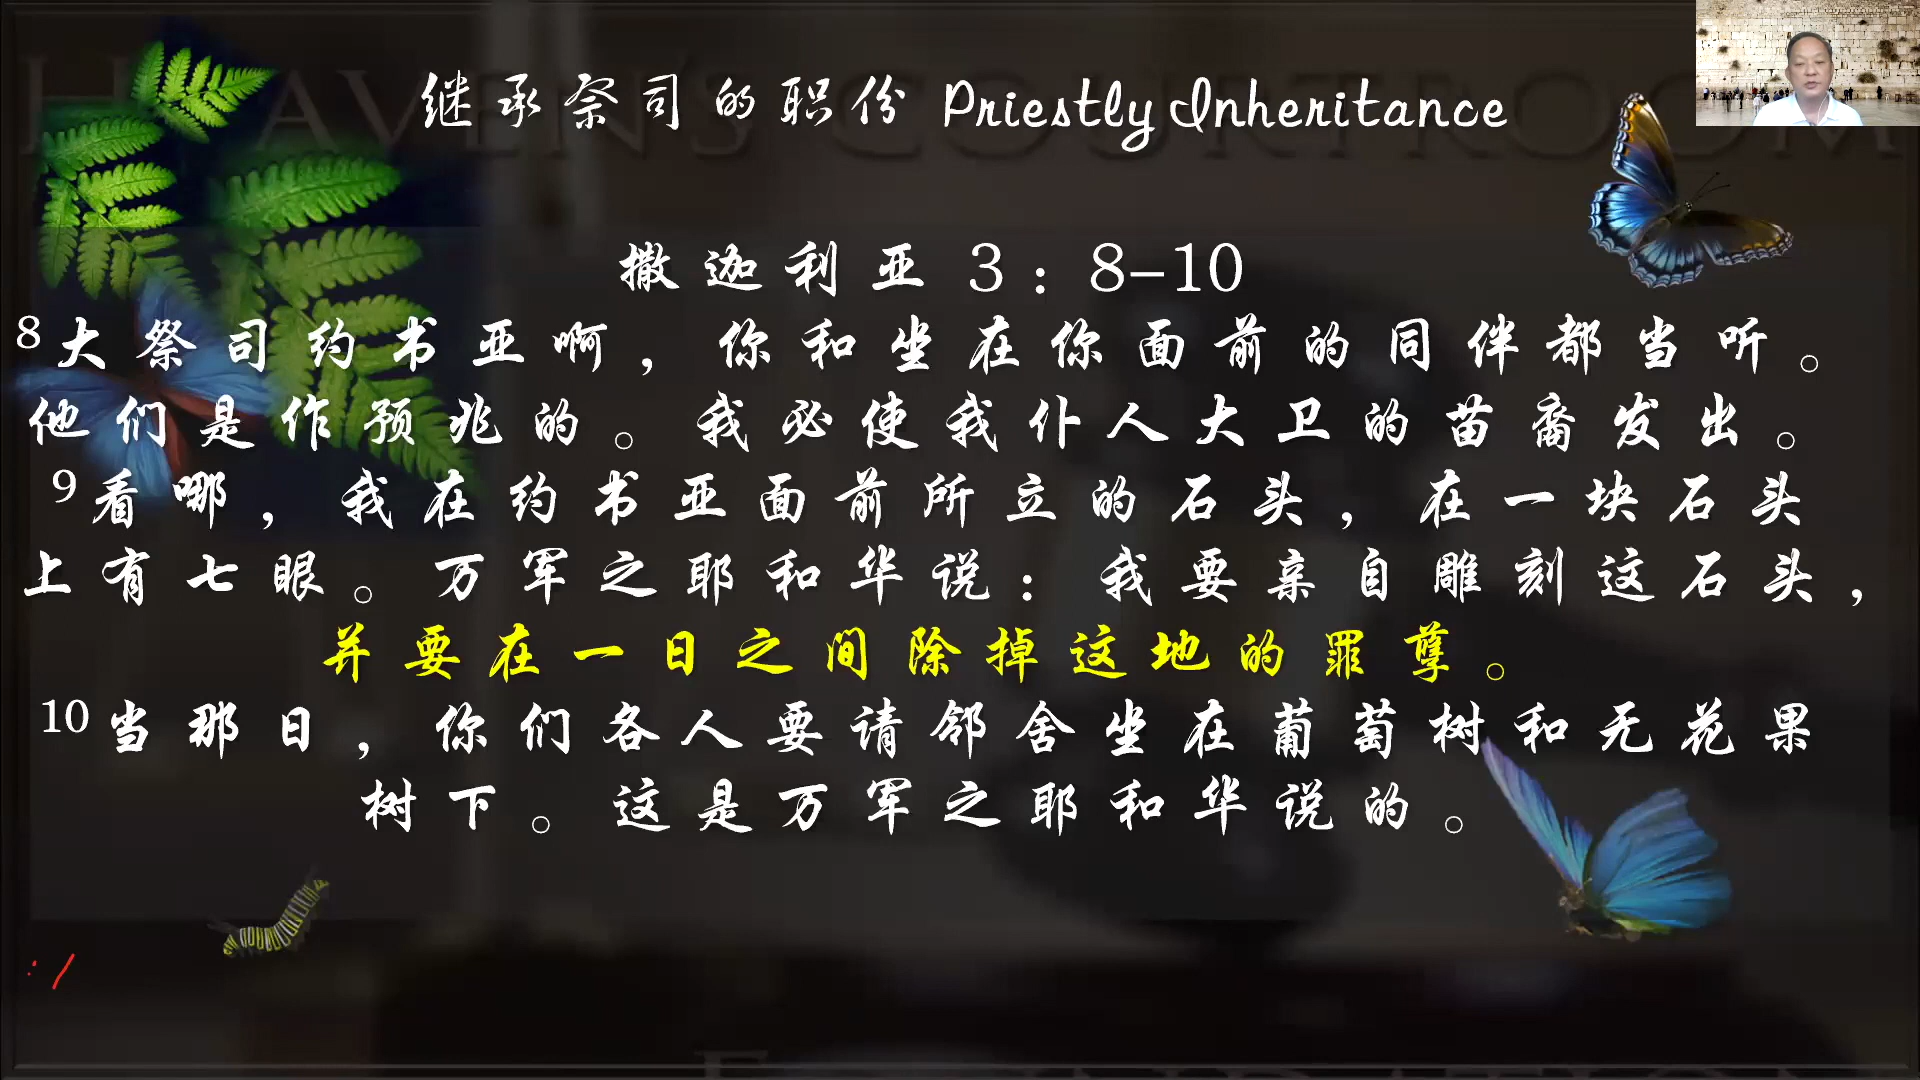 HEAVEN'S COURTROOM
继承祭司的职份 Priestly Inheritance
撒迦利亚 3：8-10
8大祭司约书亚啊，你和坐在你面前的同伴都当听。
他们是作预兆的。我必使我仆人大卫的苗裔发出。
9看哪，我在约书亚面前所立的石头，在一块石头
上有七眼。万军之耶和华说：我要亲自雕刻这石头，
并要在一日之间除掉这地的罪孽。
10当那日，你们各人要请邻舍坐在葡萄树和无花果
树下。这是万军之耶和华说的。